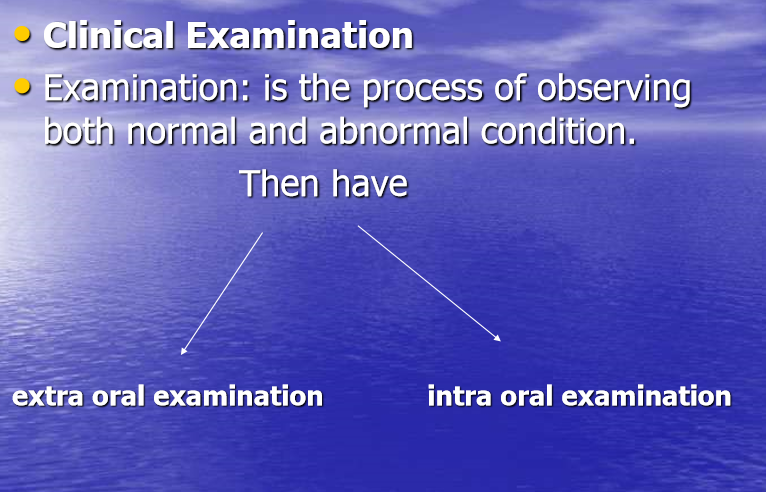 Clinical Examination
Examination: is the process of observing
both normal and abnormal condition.
Then have
extra oral examination
intra oral examination